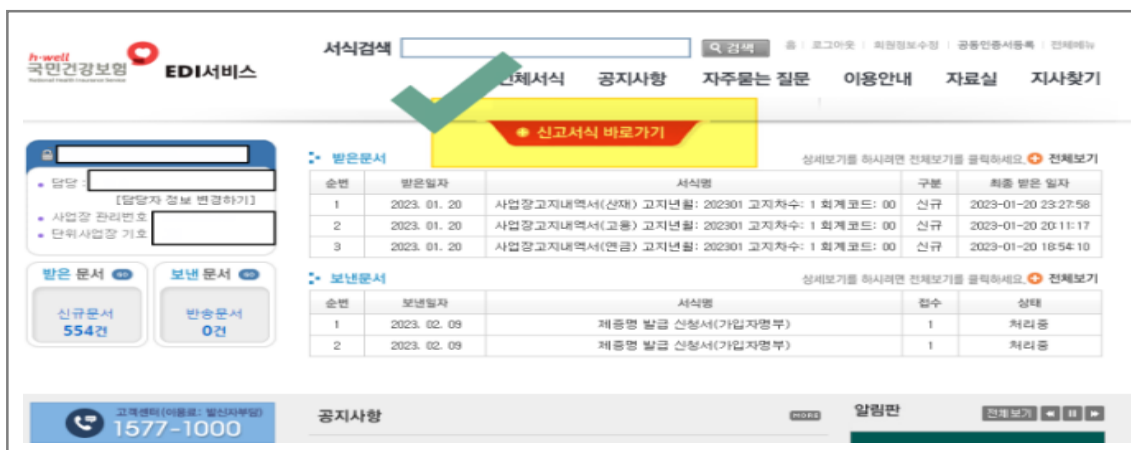 h·well
국민건강보험
National Health Insurance Service
EDI서비스
서식검색
검색
홈 | 로그아웃 | 회원정보수정 | 공동인증서등록 | 전체메뉴
전체서식 공지사항 자주묻는 질문 이용안내 자료실 지사찾기
신고서식 바로가기
담당 :
[담당자 정보 변경하기]
사업장 관리번호
단위사업장 기호
받은 문서 GO
보낸 문서 GO
신규문서
554건
반송문서
0건
받은문서
상세보기를 하시려면 전체보기를 클릭하세요. 전체보기
순번 받은일자 서식명 구분 최종 받은 일자
1 2023. 01. 20 사업장고지내역서(산재) 고지년월: 202301 고지차수: 1 회계코드: 00 신규 2023-01-20 23:27:58
2 2023. 01. 20 사업장고지내역서(고용) 고지년월: 202301 고지차수: 1 회계코드: 00 신규 2023-01-20 20:11:17
3 2023. 01. 20 사업장고지내역서(연금) 고지년월: 202301 고지차수: 1 회계코드: 00 신규 2023-01-20 18:54:10
보낸문서
상세보기를 하시려면 전체보기를 클릭하세요. 전체보기
순번 보낸일자 서식명 접수 상태
1 2023. 02. 09 제증명 발급 신청서(가입자명부) 1 처리중
2 2023. 02. 09 제증명 발급 신청서(가입자명부) 1 처리중
고객센터(이용료: 발신자부담)
1577-1000
공지사항
MORE
알림판
전체보기